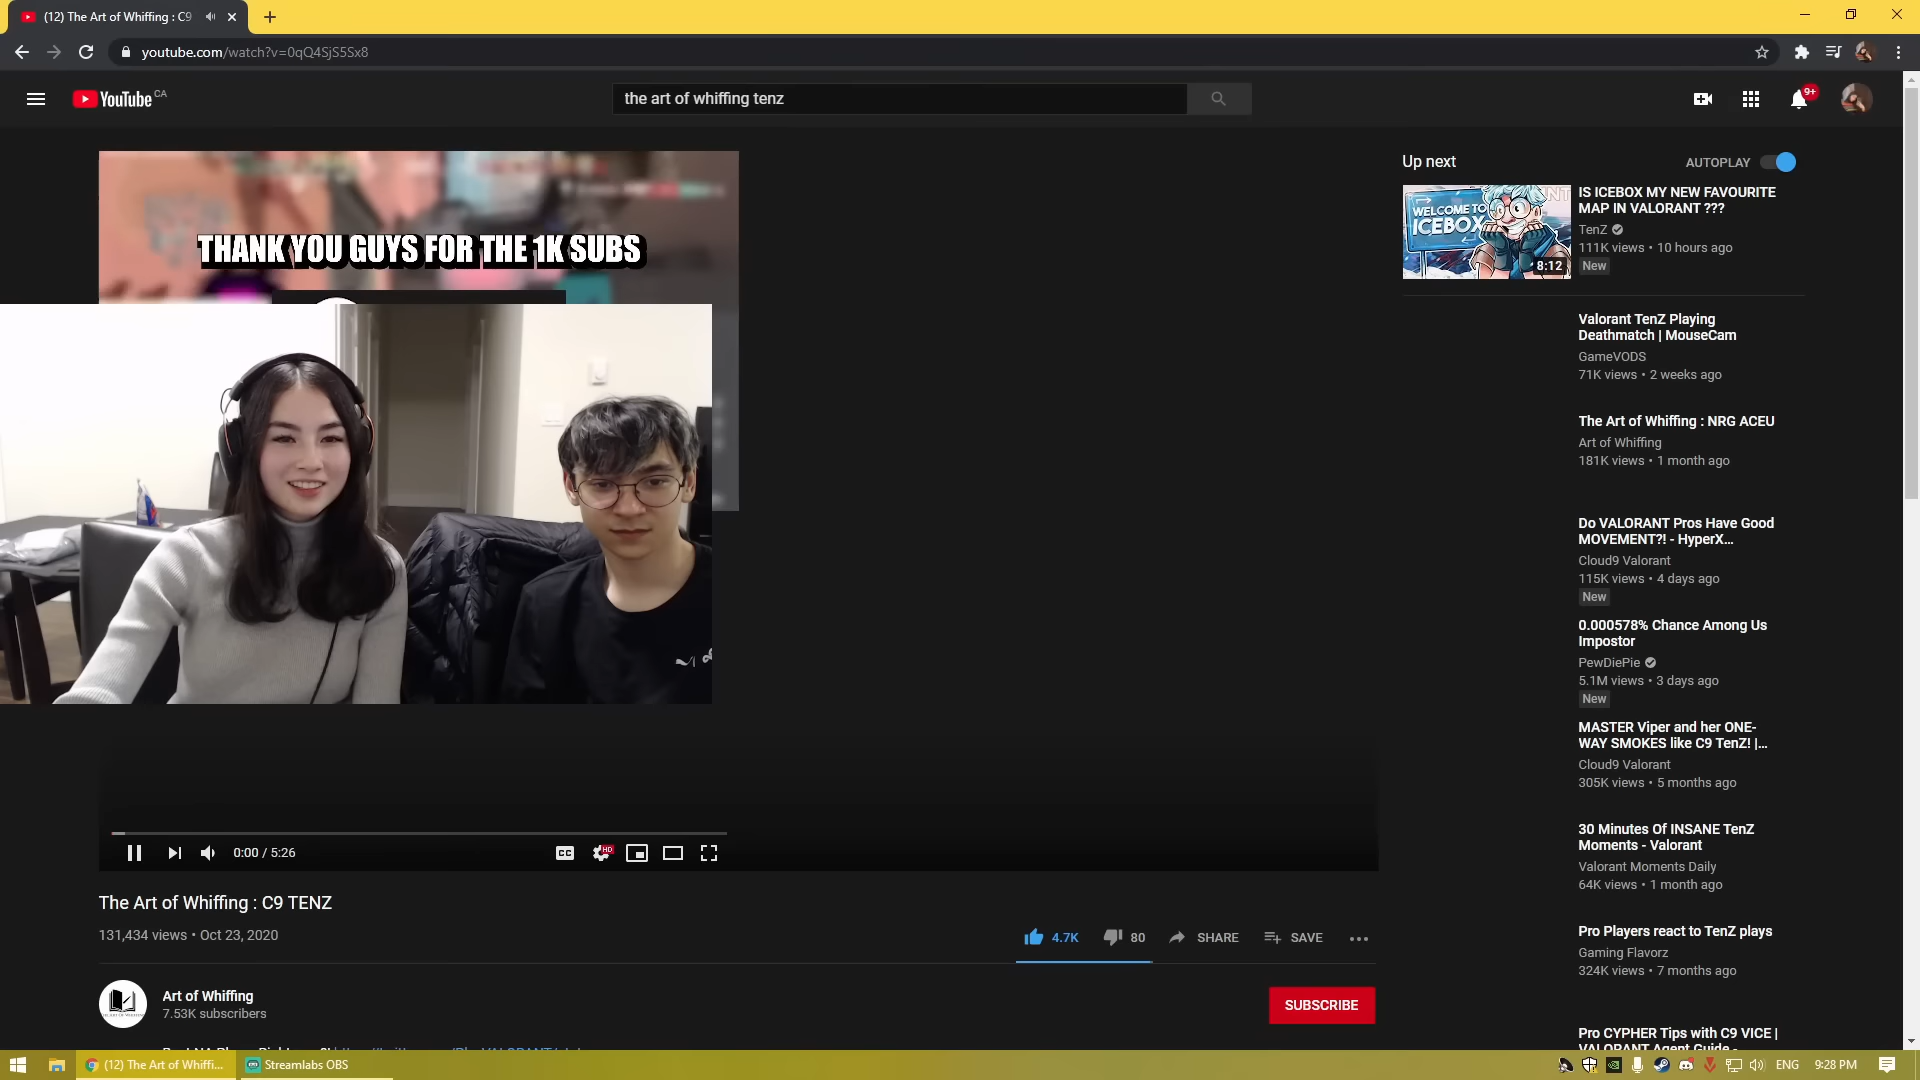 (12) The Art of Whiffing : C9
youtube.com/watch?v=0qQ4SjS5Sx8
YouTube CA
the art of whiffing tenz
9+
THANK YOU GUYS FOR THE 1K SUBS
0:00 / 5:26
CC
HD
The Art of Whiffing : C9 TENZ
131,434 views • Oct 23, 2020
4.7K
80
SHARE
SAVE
Art of Whiffing
7.53K subscribers
SUBSCRIBE
Up next
AUTOPLAY
WELCOME TO
ICEBOX
8:12
IS ICEBOX MY NEW FAVOURITE
MAP IN VALORANT ???
TenZ
111K views • 10 hours ago
New
Valorant TenZ Playing
Deathmatch | MouseCam
GameVODS
71K views • 2 weeks ago
The Art of Whiffing : NRG ACEU
Art of Whiffing
181K views • 1 month ago
Do VALORANT Pros Have Good
MOVEMENT?! - HyperX...
Cloud9 Valorant
115K views • 4 days ago
New
0.000578% Chance Among Us
Impostor
PewDiePie
5.1M views • 3 days ago
New
MASTER Viper and her ONE-
WAY SMOKES like C9 TenZ! |...
Cloud9 Valorant
305K views • 5 months ago
30 Minutes Of INSANE TenZ
Moments - Valorant
Valorant Moments Daily
64K views • 1 month ago
Pro Players react to TenZ plays
Gaming Flavorz
324K views • 7 months ago
Pro CYPHER Tips with C9 VICE |
VALORANT Agent Guide -
(12) The Art of Whiffi...
Streamlabs OBS
ENG
9:28 PM